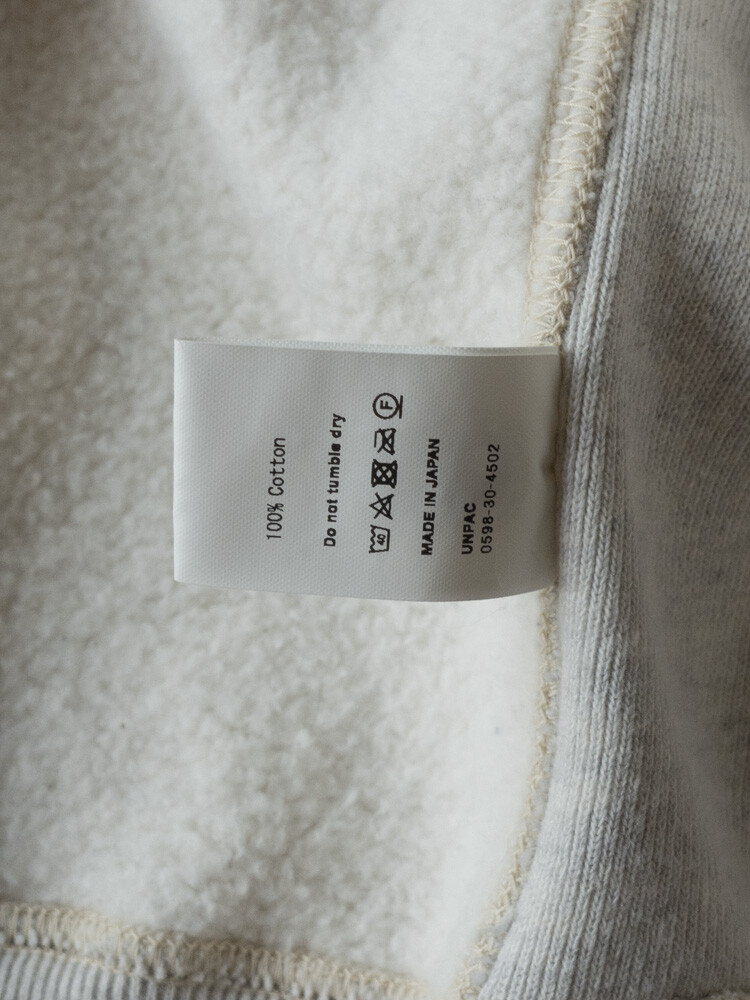 100% Cotton
Do not tumble dry
40 F
MADE IN JAPAN
UNPAC
0598-30-4502